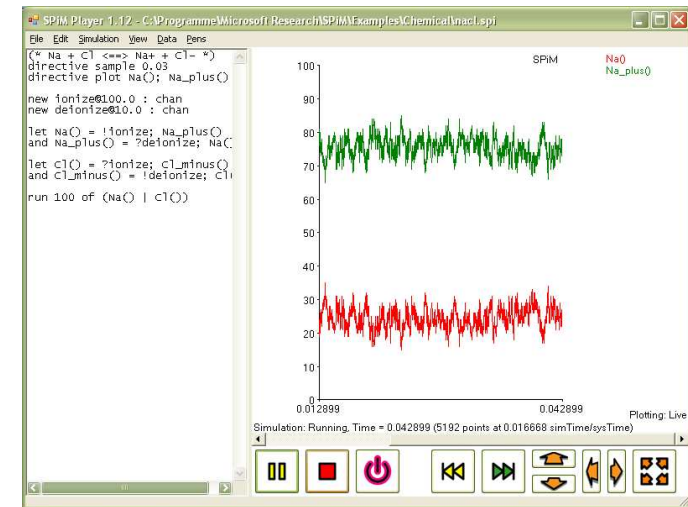 SPiM Player 1.12 - C:\Programme\Microsoft Research\SPiM\Examples\Chemical\nacl.spi
File Edit Simulation View Data Pens
(* Na + Cl <==> Na+ + Cl- *)
directive sample 0.03
directive plot Na(); Na_plus()
new ionize@100.0 : chan
new deionize@10.0 : chan
let Na() = !ionize; Na_plus()
and Na_plus() = ?deionize; Na(
let Cl() = ?ionize; Cl_minus()
and Cl_minus() = !deionize; Cl(
run 100 of (Na() | Cl())
SPiM
Na()
Na_plus()
100
90
80
70
60
50
40
30
20
10
0
0.012899
0.042899
Plotting: Live
Simulation: Running, Time = 0.042899 (5192 points at 0.016668 simTime/sysTime)